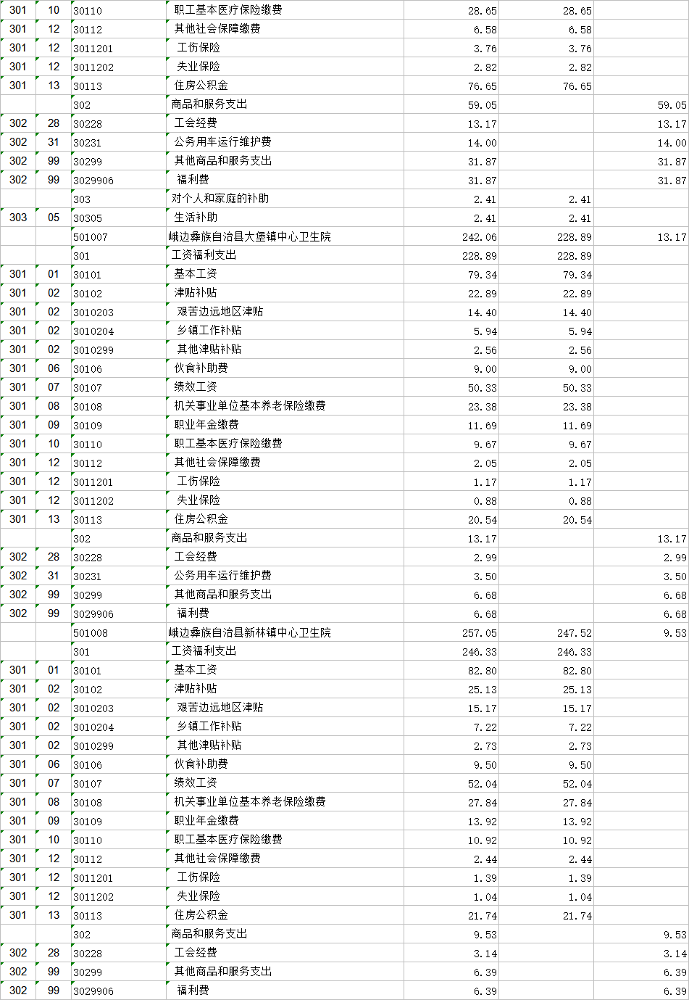 301 10 30110 职工基本医疗保险缴费 28.65 28.65
301 12 30112 其他社会保障缴费 6.58 6.58
301 12 3011201 工伤保险 3.76 3.76
301 12 3011202 失业保险 2.82 2.82
301 13 30113 住房公积金 76.65 76.65
302 商品和服务支出 59.05 59.05
302 28 30228 工会经费 13.17 13.17
302 31 30231 公务用车运行维护费 14.00 14.00
302 99 30299 其他商品和服务支出 31.87 31.87
302 99 3029906 福利费 31.87 31.87
303 对个人和家庭的补助 2.41 2.41
303 05 30305 生活补助 2.41 2.41
501007 峨边彝族自治县大堡镇中心卫生院 242.06 228.89 13.17
301 工资福利支出 228.89 228.89
301 01 30101 基本工资 79.34 79.34
301 02 30102 津贴补贴 22.89 22.89
301 02 3010203 艰苦边远地区津贴 14.40 14.40
301 02 3010204 乡镇工作补贴 5.94 5.94
301 02 3010299 其他津贴补贴 2.56 2.56
301 06 30106 伙食补助费 9.00 9.00
301 07 30107 绩效工资 50.33 50.33
301 08 30108 机关事业单位基本养老保险缴费 23.38 23.38
301 09 30109 职业年金缴费 11.69 11.69
301 10 30110 职工基本医疗保险缴费 9.67 9.67
301 12 30112 其他社会保障缴费 2.05 2.05
301 12 3011201 工伤保险 1.17 1.17
301 12 3011202 失业保险 0.88 0.88
301 13 30113 住房公积金 20.54 20.54
302 商品和服务支出 13.17 13.17
302 28 30228 工会经费 2.99 2.99
302 31 30231 公务用车运行维护费 3.50 3.50
302 99 30299 其他商品和服务支出 6.68 6.68
302 99 3029906 福利费 6.68 6.68
501008 峨边彝族自治县新林镇中心卫生院 257.05 247.52 9.53
301 工资福利支出 246.33 246.33
301 01 30101 基本工资 82.80 82.80
301 02 30102 津贴补贴 25.13 25.13
301 02 3010203 艰苦边远地区津贴 15.17 15.17
301 02 3010204 乡镇工作补贴 7.22 7.22
301 02 3010299 其他津贴补贴 2.73 2.73
301 06 30106 伙食补助费 9.50 9.50
301 07 30107 绩效工资 52.04 52.04
301 08 30108 机关事业单位基本养老保险缴费 27.84 27.84
301 09 30109 职业年金缴费 13.92 13.92
301 10 30110 职工基本医疗保险缴费 10.92 10.92
301 12 30112 其他社会保障缴费 2.44 2.44
301 12 3011201 工伤保险 1.39 1.39
301 12 3011202 失业保险 1.04 1.04
301 13 30113 住房公积金 21.74 21.74
302 商品和服务支出 9.53 9.53
302 28 30228 工会经费 3.14 3.14
302 99 30299 其他商品和服务支出 6.39 6.39
302 99 3029906 福利费 6.39 6.39